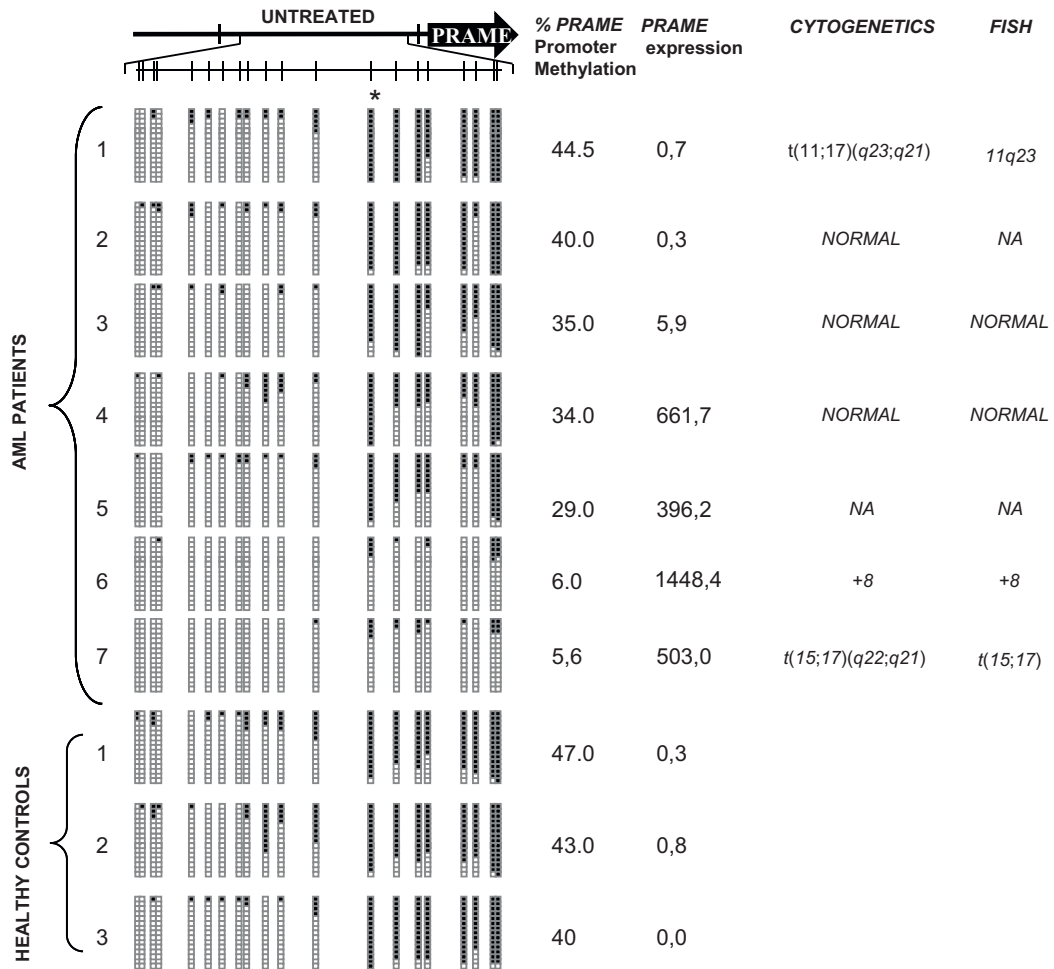 UNTREATED
PRAME
% PRAME Promoter Methylation
PRAME expression
CYTOGENETICS
FISH
*
AML PATIENTS
1 44.5 0,7 t(11;17)(q23;q21) 11q23
2 40.0 0,3 NORMAL NA
3 35.0 5,9 NORMAL NORMAL
4 34.0 661,7 NORMAL NORMAL
5 29.0 396,2 NA NA
6 6.0 1448,4 +8 +8
7 5,6 503,0 t(15;17)(q22;q21) t(15;17)
HEALTHY CONTROLS
1 47.0 0,3
2 43.0 0,8
3 40 0,0